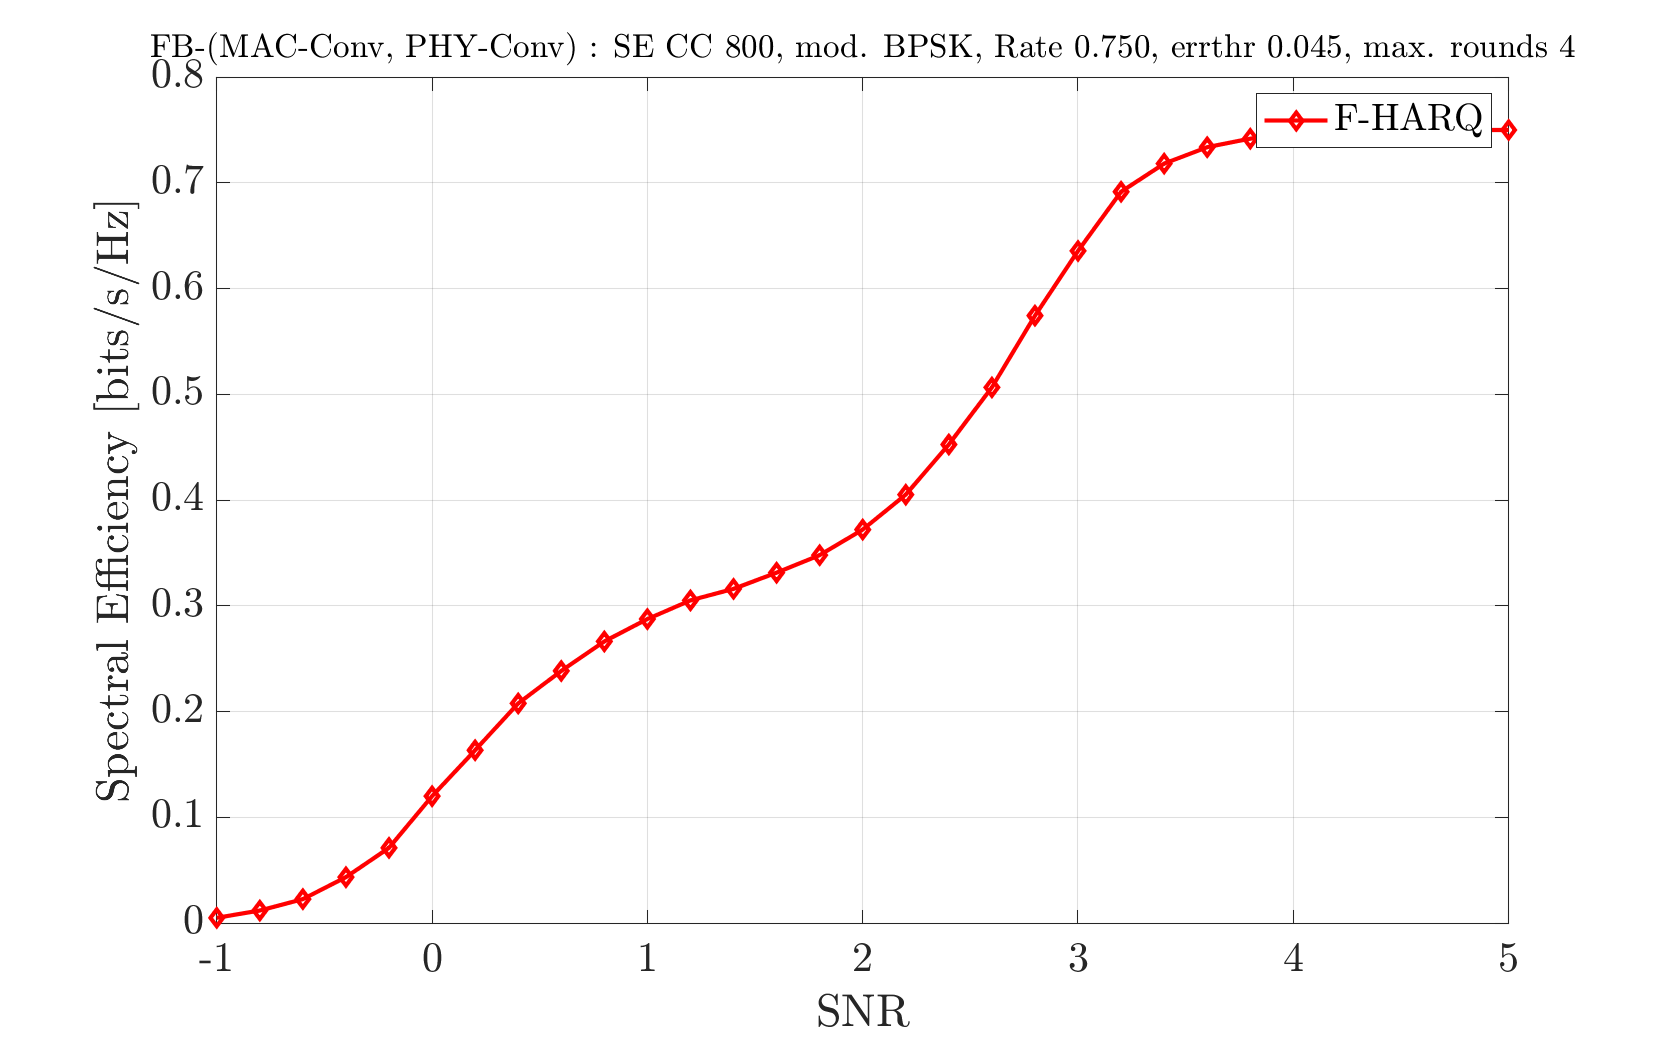 FB-(MAC-Conv, PHY-Conv) : SE CC 800, mod. BPSK, Rate 0.750, errthr 0.045, max. rounds 4
F-HARQ
Spectral Efficiency [bits/s/Hz]
0.8
0.7
0.6
0.5
0.4
0.3
0.2
0.1
0
-1 0 1 2 3 4 5
SNR